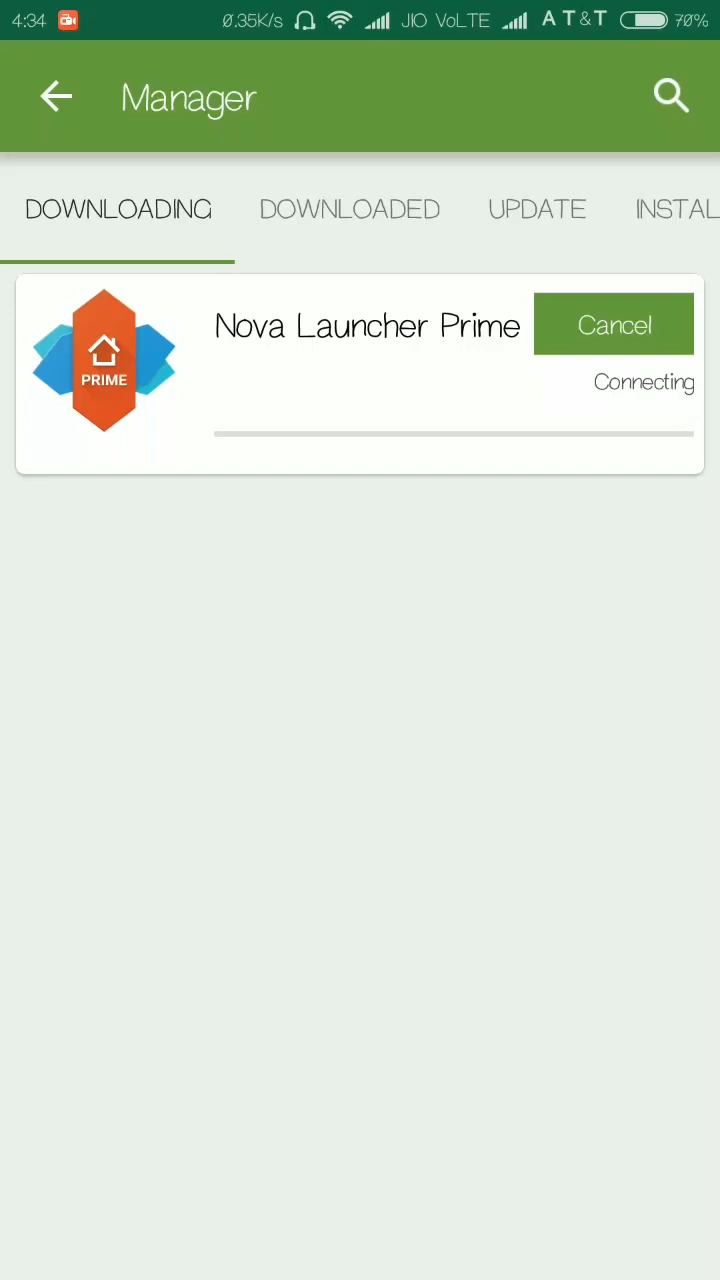 4:34 0.35K/s JIO VoLTE AT&T 70%
Manager
DOWNLOADING DOWNLOADED UPDATE INSTAL
Nova Launcher Prime Cancel
PRIME
Connecting